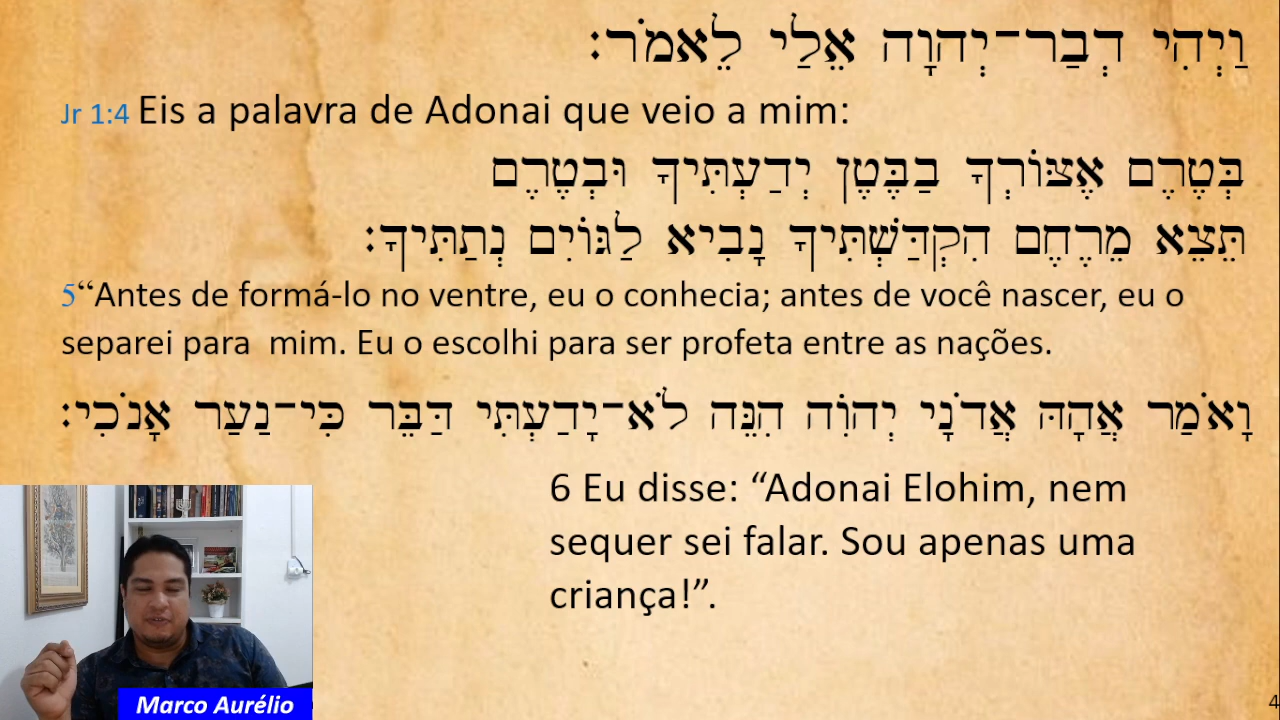 וַיְהִי דְבַר־יְהוָה אֵלַי לֵאמֹר׃
Jr 1:4 Eis a palavra de Adonai que veio a mim:
בְּטֶרֶם אֶצּוֹרְךָ בַבֶּטֶן יְדַעְתִּיךָ וּבְטֶרֶם
תֵּצֵא מֵרֶחֶם הִקְדַּשְׁתִּיךָ נָבִיא לַגּוֹיִם נְתַתִּיךָ׃
5“Antes de formá-lo no ventre, eu o conhecia; antes de você nascer, eu o
separei para  mim. Eu o escolhi para ser profeta entre as nações.
וָאֹמַר אֲהָהּ אֲדֹנָי יְהוִֹה הִנֵּה לֹא־יָדַעְתִּי דַּבֵּר כִּי־נַעַר אָנֹכִי׃
6 Eu disse: “Adonai Elohim, nem
sequer sei falar. Sou apenas uma
criança!”.
Marco Aurélio
4